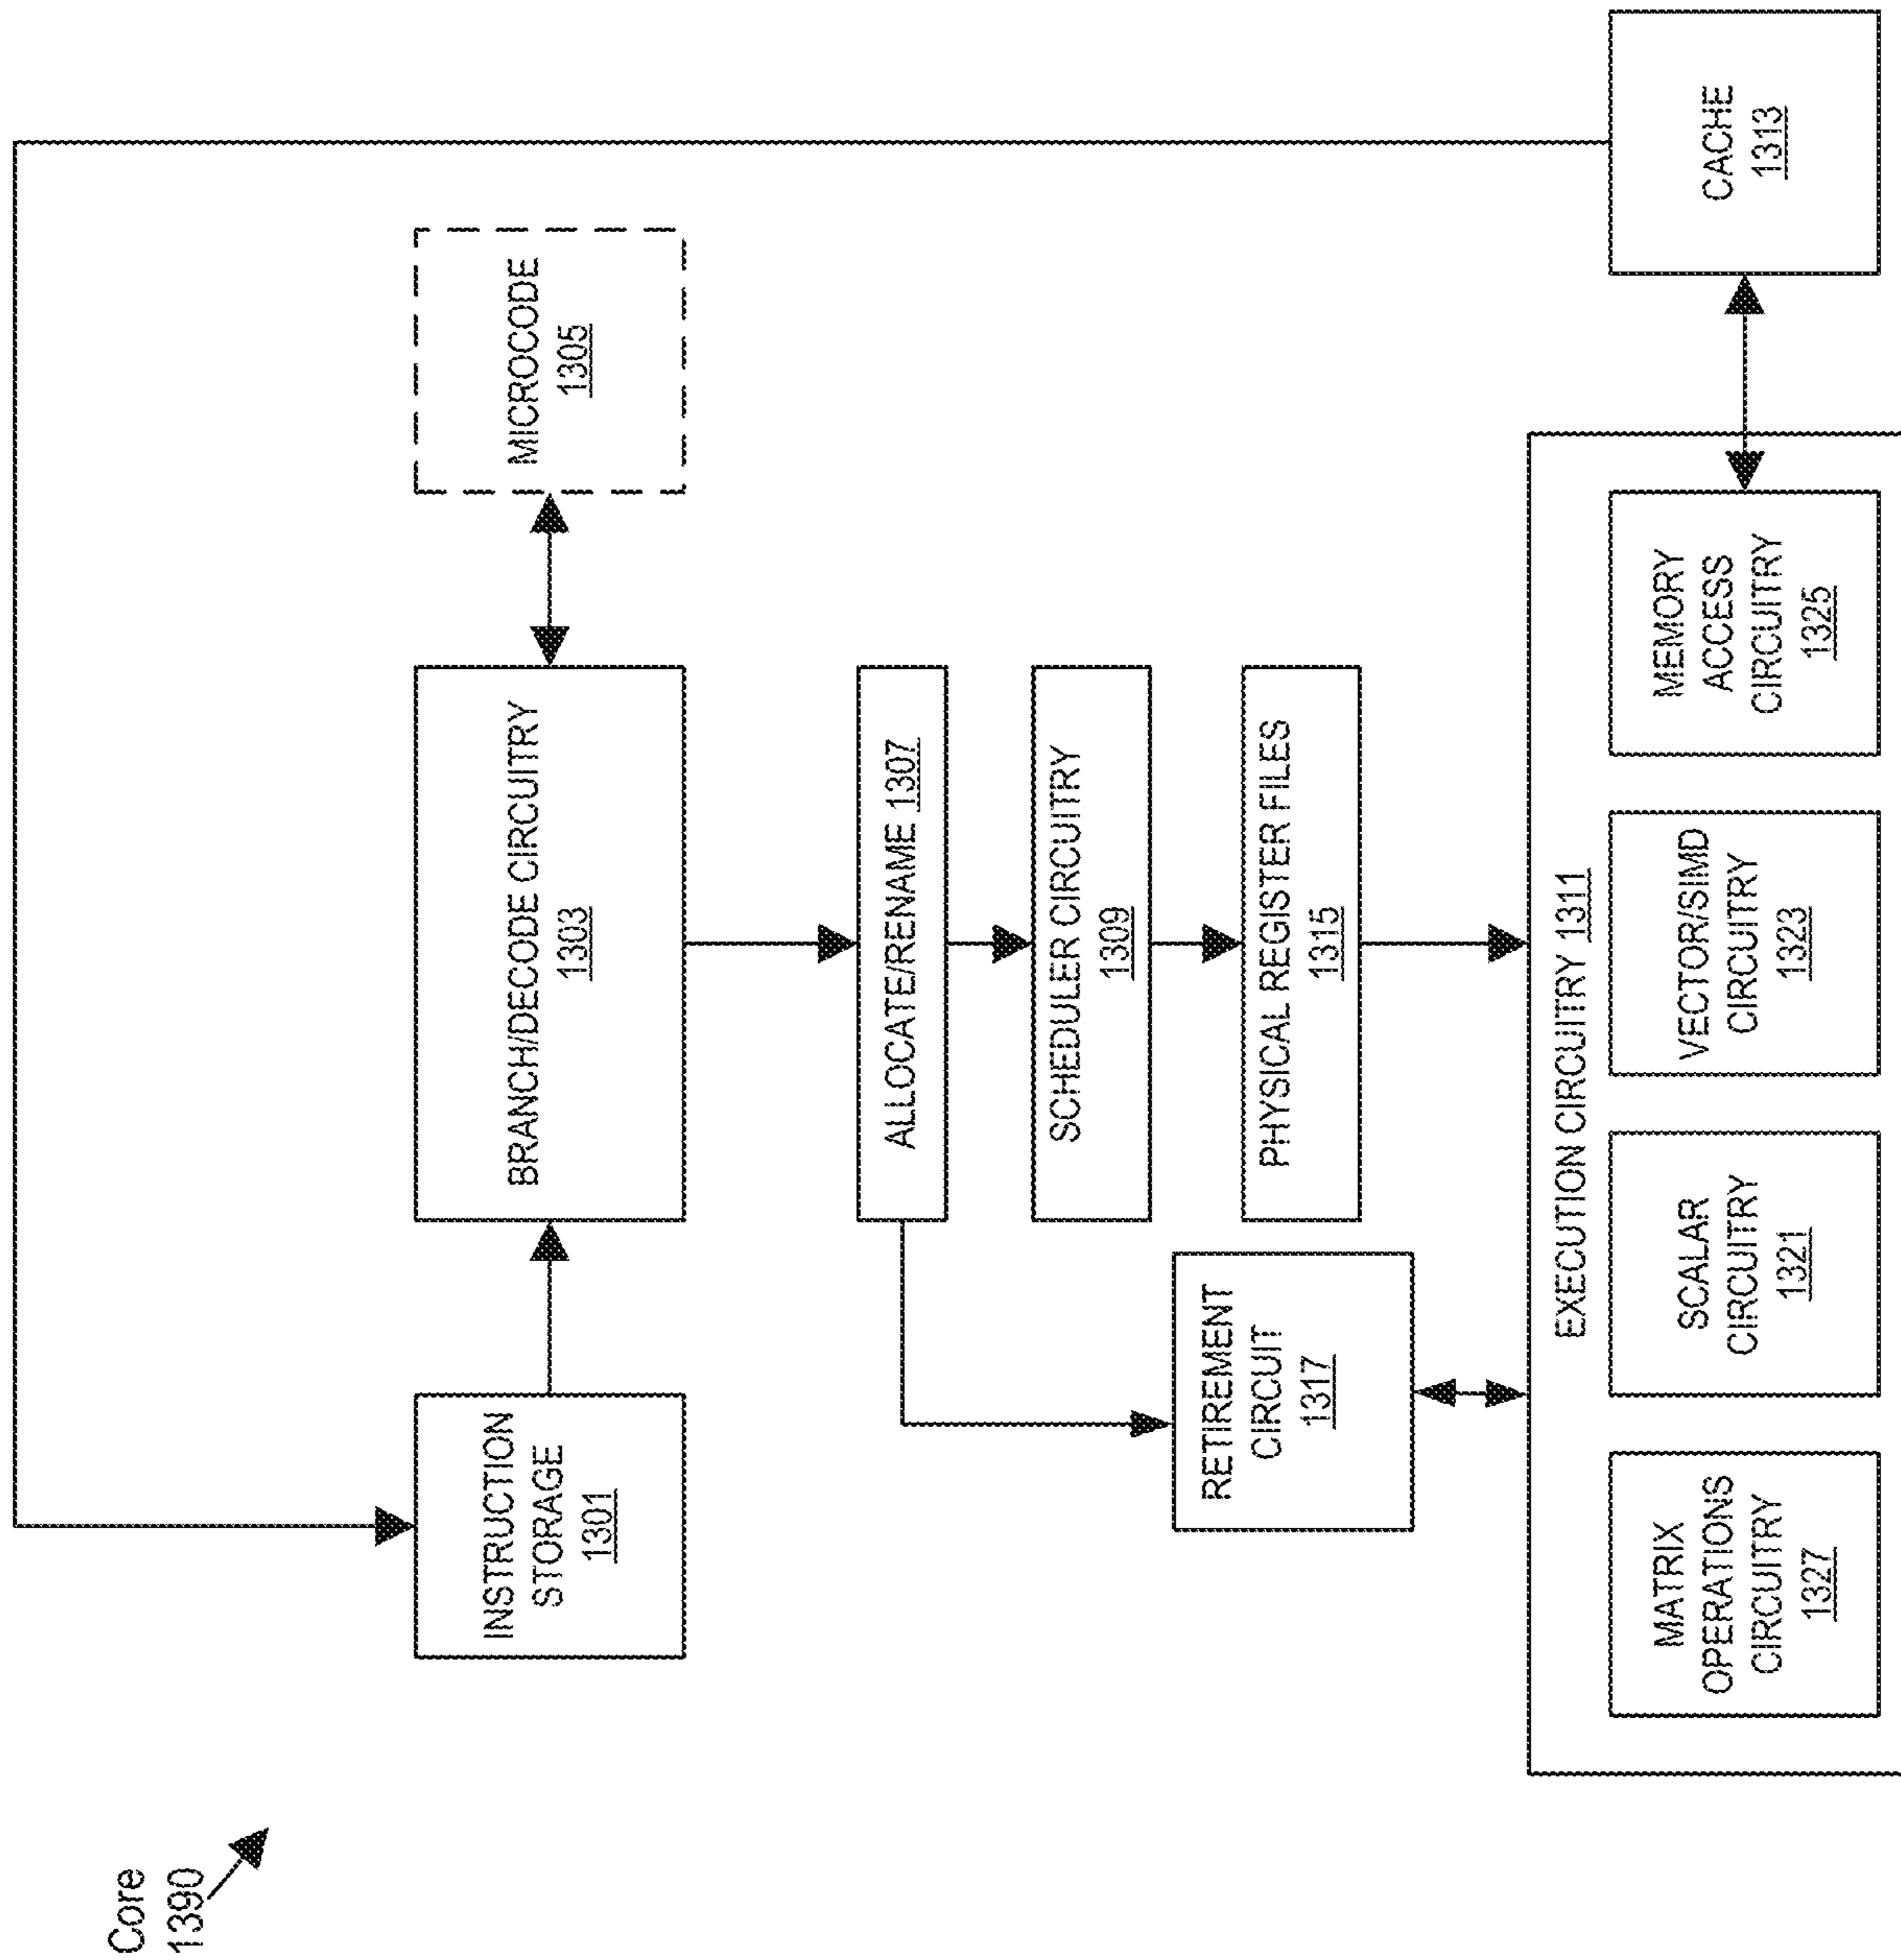 Core
1390
INSTRUCTION
STORAGE
1301
BRANCH/DECODE CIRCUITRY
1303
MICROCODE
1305
ALLOCATE/RENAME 1307
SCHEDULER CIRCUITRY
1309
PHYSICAL REGISTER FILES
1315
RETIREMENT
CIRCUIT
1317
EXECUTION CIRCUITRY 1311
MATRIX
OPERATIONS
CIRCUITRY
1327
SCALAR
CIRCUITRY
1321
VECTOR/SIMD
CIRCUITRY
1323
MEMORY
ACCESS
CIRCUITRY
1325
CACHE
1313